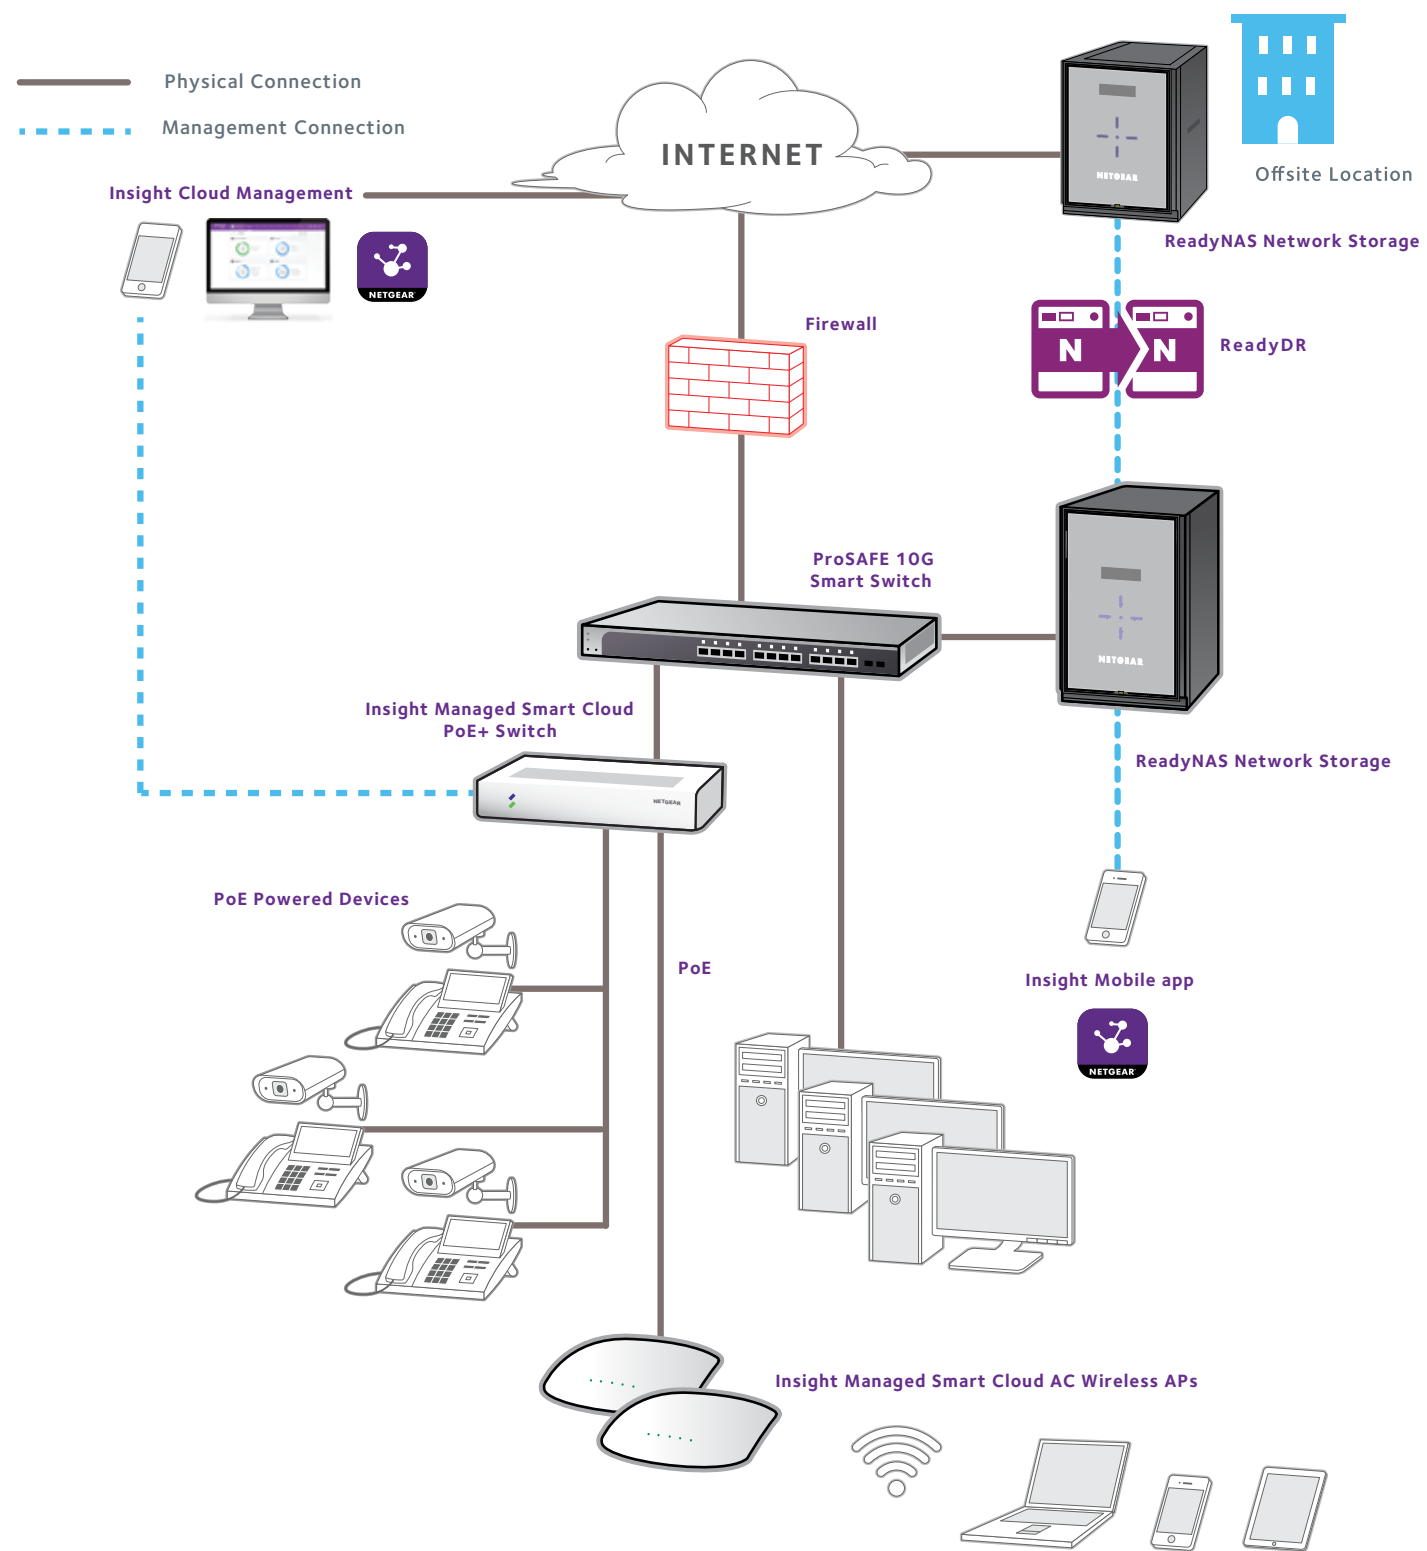 Physical Connection
Management Connection
INTERNET
NETGEAR
Offsite Location
Insight Cloud Management
NETGEAR
ReadyNAS Network Storage
Firewall
N N
ReadyDR
ProSAFE 10G
Smart Switch
NETGEAR
Insight Managed Smart Cloud
PoE+ Switch
NETGEAR
ReadyNAS Network Storage
PoE Powered Devices
PoE
Insight Mobile app
NETGEAR
Insight Managed Smart Cloud AC Wireless APs